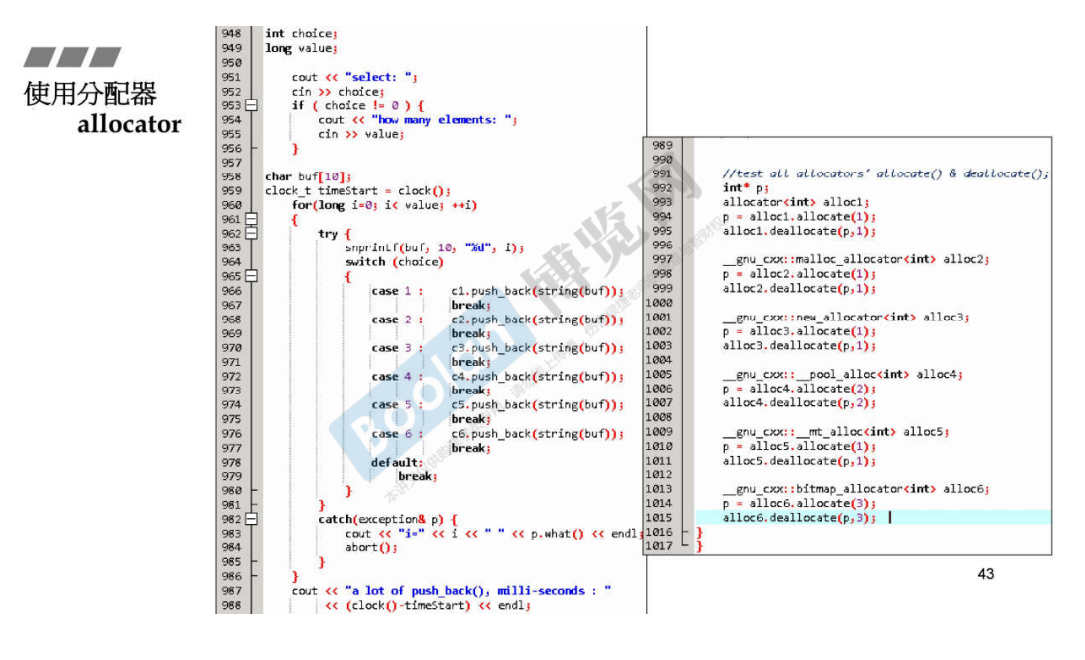 使用分配器
allocator
948 int choice;
949 long value;
950
951 cout << "select: ";
952 cin >> choice;
953 if ( choice != 0 ) {
954 cout << "how many elements: ";
955 cin >> value;
956 }
957
958 char buf[10];
959 clock_t timeStart = clock();
960 for(long i=0; i< value; ++i)
961 {
962 try {
963 snprintf(buf, 10, "%d", i);
964 switch (choice)
965 {
966 case 1 : c1.push_back(string(buf));
967 break;
968 case 2 : c2.push_back(string(buf));
969 break;
970 case 3 : c3.push_back(string(buf));
971 break;
972 case 4 : c4.push_back(string(buf));
973 break;
974 case 5 : c5.push_back(string(buf));
975 break;
976 case 6 : c6.push_back(string(buf));
977 break;
978 default:
979 break;
980 }
981 }
982 catch(exception& p) {
983 cout << "i=" << i << " " << p.what() << endl;
984 abort();
985 }
986 }
987 cout << "a lot of push_back(), milli-seconds : "
988 << (clock()-timeStart) << endl;
989
990
991 //test all allocators' allocate() & deallocate();
992 int* p;
993 allocator<int> alloc1;
994 p = alloc1.allocate(1);
995 alloc1.deallocate(p,1);
996
997 __gnu_cxx::malloc_allocator<int> alloc2;
998 p = alloc2.allocate(1);
999 alloc2.deallocate(p,1);
1000
1001 __gnu_cxx::new_allocator<int> alloc3;
1002 p = alloc3.allocate(1);
1003 alloc3.deallocate(p,1);
1004
1005 __gnu_cxx::__pool_alloc<int> alloc4;
1006 p = alloc4.allocate(2);
1007 alloc4.deallocate(p,2);
1008
1009 __gnu_cxx::__mt_alloc<int> alloc5;
1010 p = alloc5.allocate(1);
1011 alloc5.deallocate(p,1);
1012
1013 __gnu_cxx::bitmap_allocator<int> alloc6;
1014 p = alloc6.allocate(3);
1015 alloc6.deallocate(p,3);
1016 }
1017 }
Boolan 博览网
43